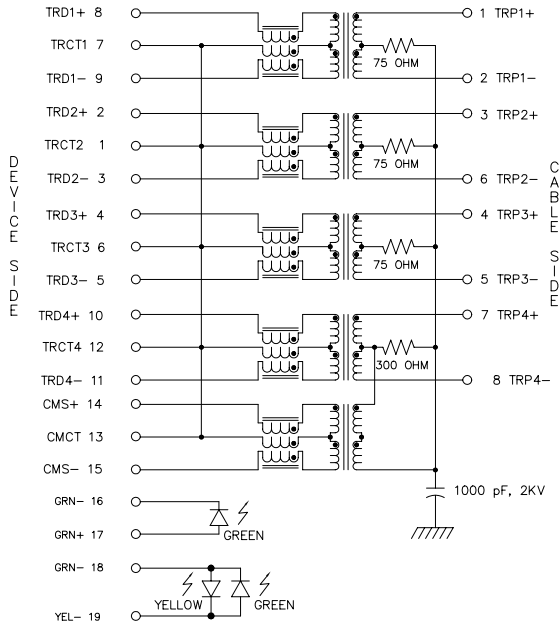 TRD1+ 8
1 TRP1+
TRCT1 7
75 OHM
TRD1− 9
2 TRP1−
TRD2+ 2
3 TRP2+
TRCT2 1
75 OHM
TRD2− 3
6 TRP2−
DEVICE SIDE
CABLE SIDE
TRD3+ 4
4 TRP3+
TRCT3 6
75 OHM
TRD3− 5
5 TRP3−
TRD4+ 10
7 TRP4+
TRCT4 12
300 OHM
TRD4− 11
8 TRP4−
CMS+ 14
CMCT 13
CMS− 15
1000 pF, 2KV
GRN− 16
GRN+ 17
GREEN
GRN− 18
YELLOW
GREEN
YEL− 19